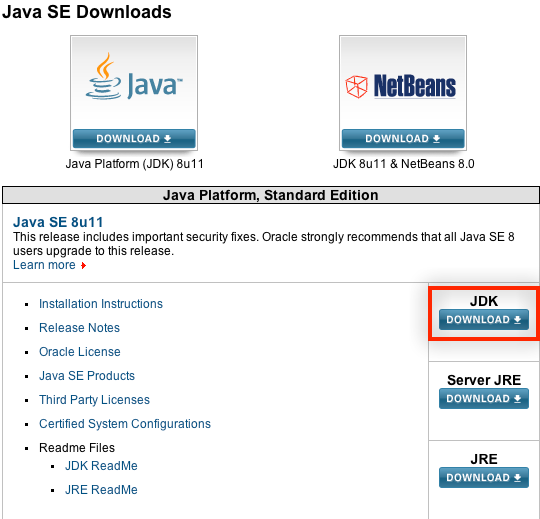 Java SE Downloads
Java™
NetBeans
DOWNLOAD
DOWNLOAD
Java Platform (JDK) 8u11
JDK 8u11 & NetBeans 8.0
Java Platform, Standard Edition
Java SE 8u11
This release includes important security fixes. Oracle strongly recommends that all Java SE 8
users upgrade to this release.
Learn more
Installation Instructions
Release Notes
Oracle License
Java SE Products
Third Party Licenses
Certified System Configurations
Readme Files
JDK ReadMe
JRE ReadMe
JDK
DOWNLOAD
Server JRE
DOWNLOAD
JRE
DOWNLOAD